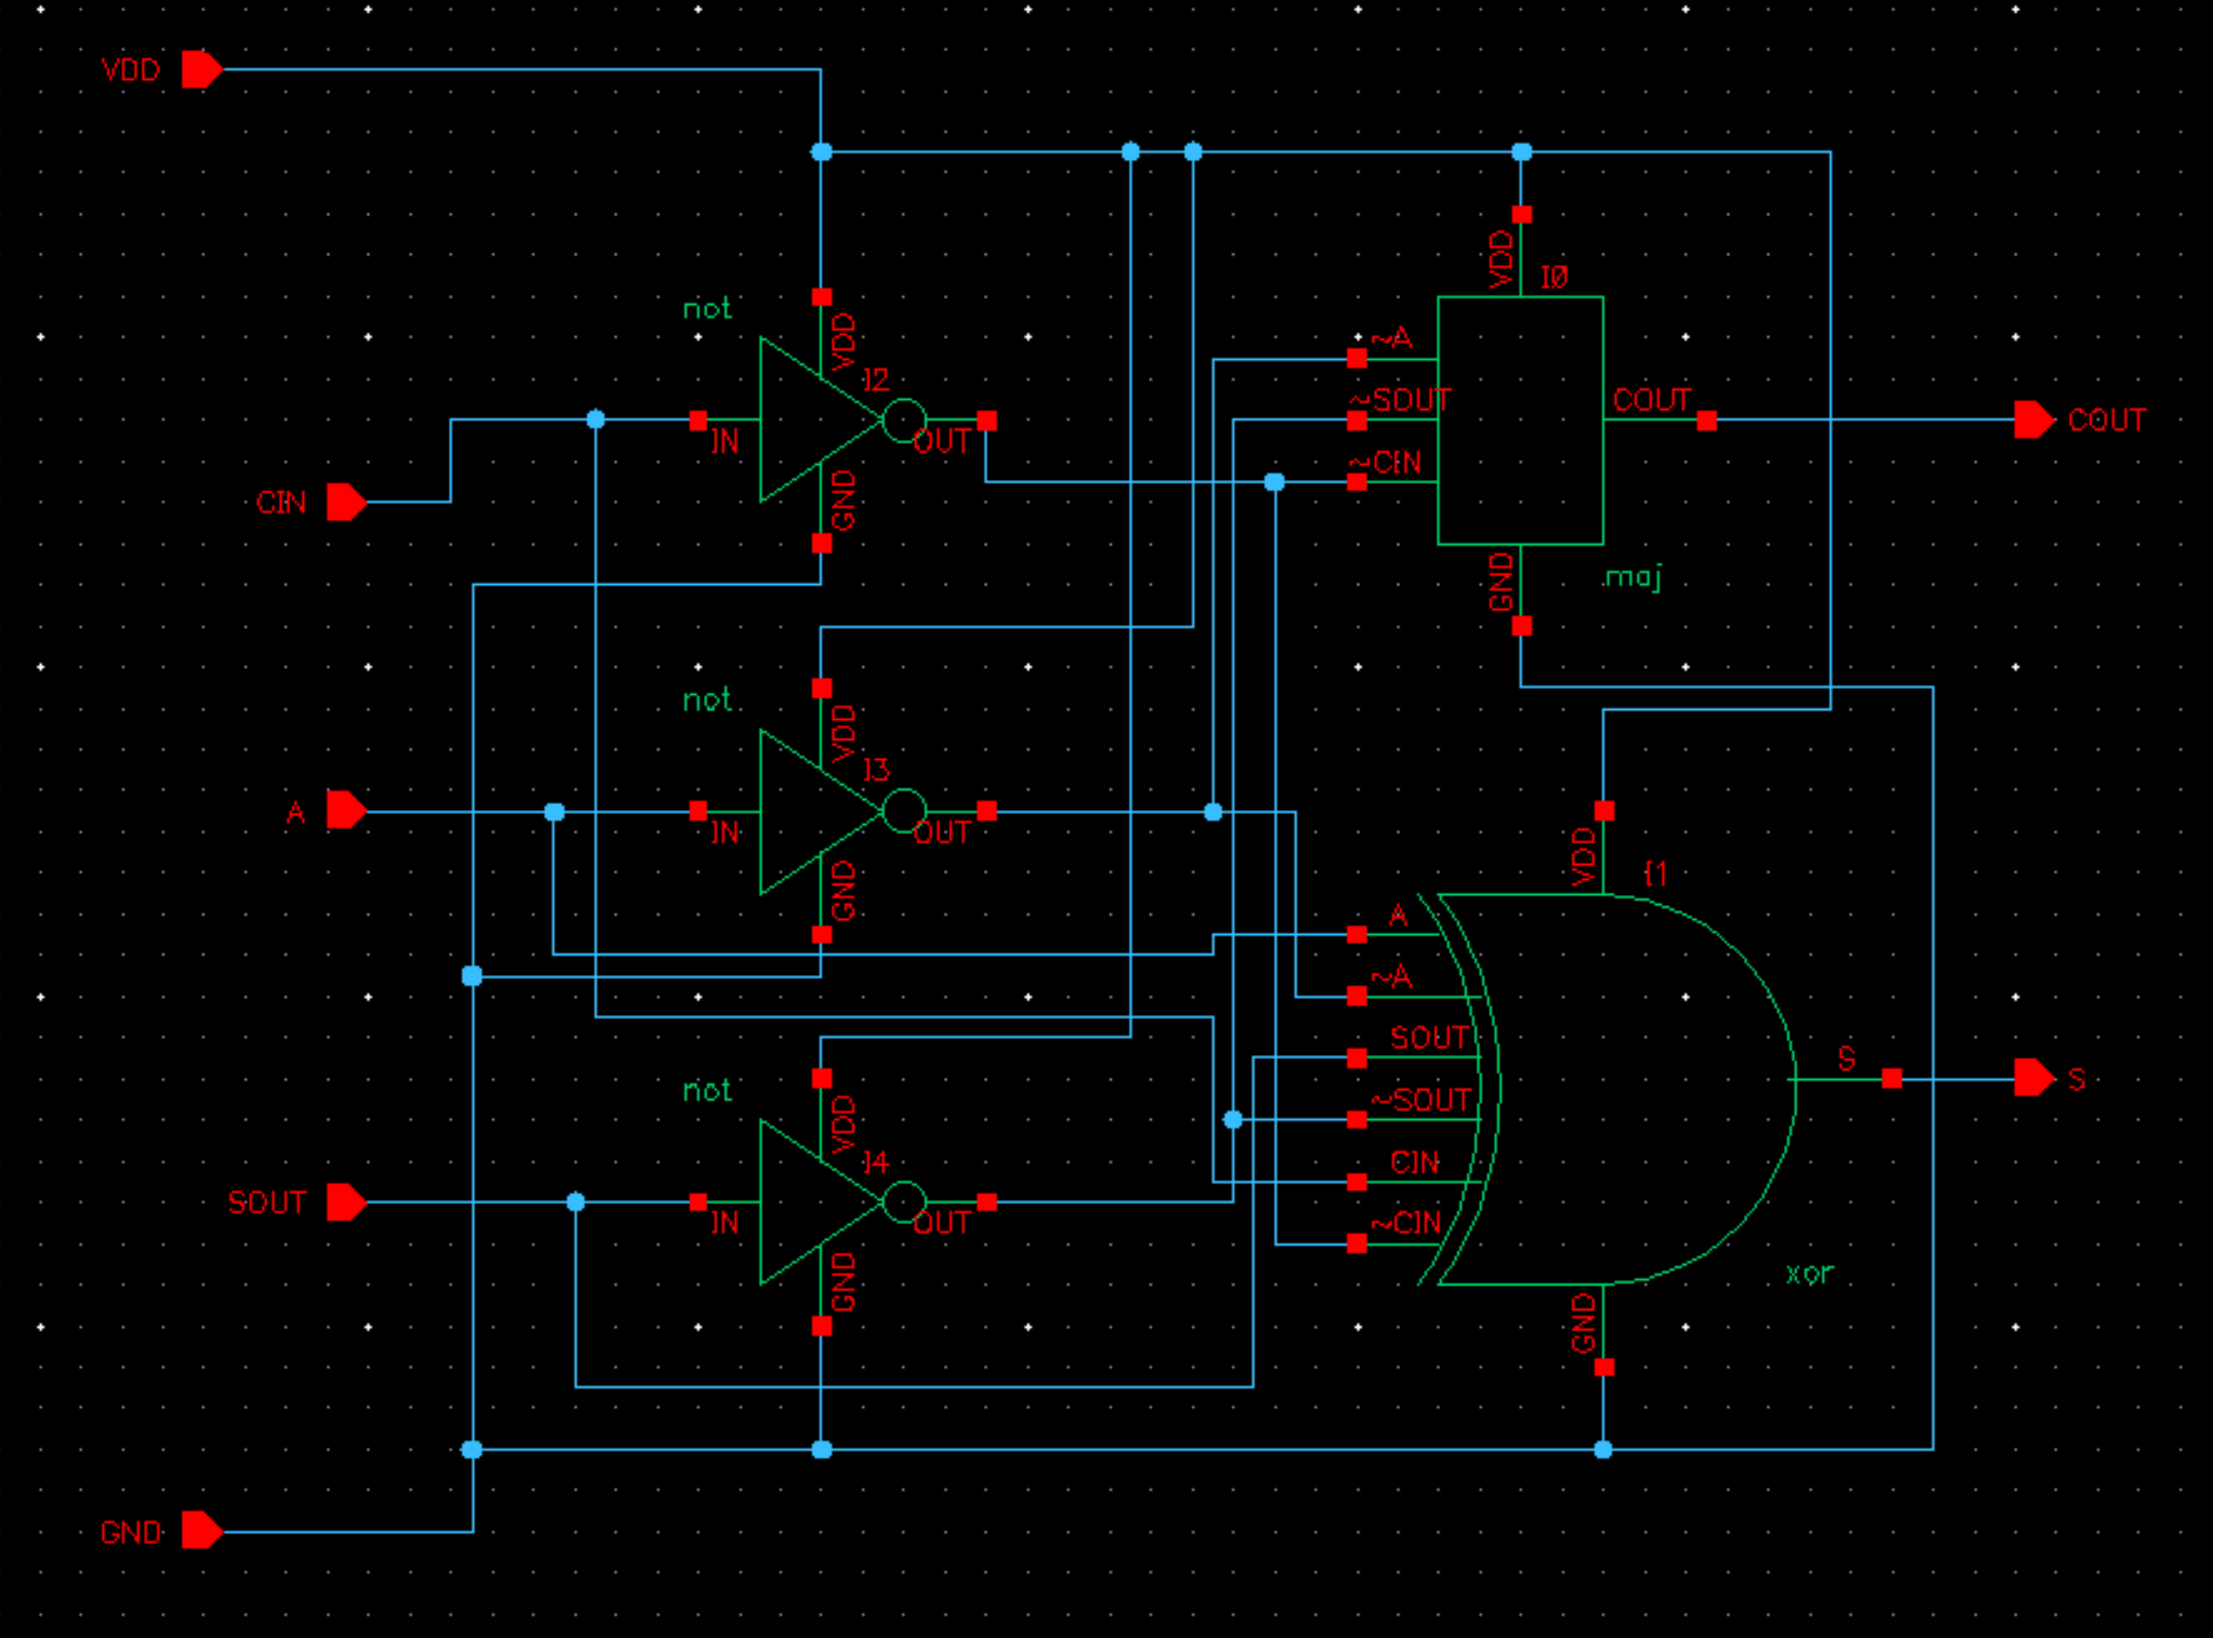 VDD
VDD
I0
not
VDD
~A
I2
~SOUT
COUT
COUT
IN
OUT
~CIN
CIN
GND
GND
maj
not
VDD
I3
A
IN
OUT
VDD
I1
GND
A
~A
SOUT
S
S
not
VDD
~SOUT
I4
CIN
SOUT
IN
OUT
~CIN
GND
xor
GND
GND